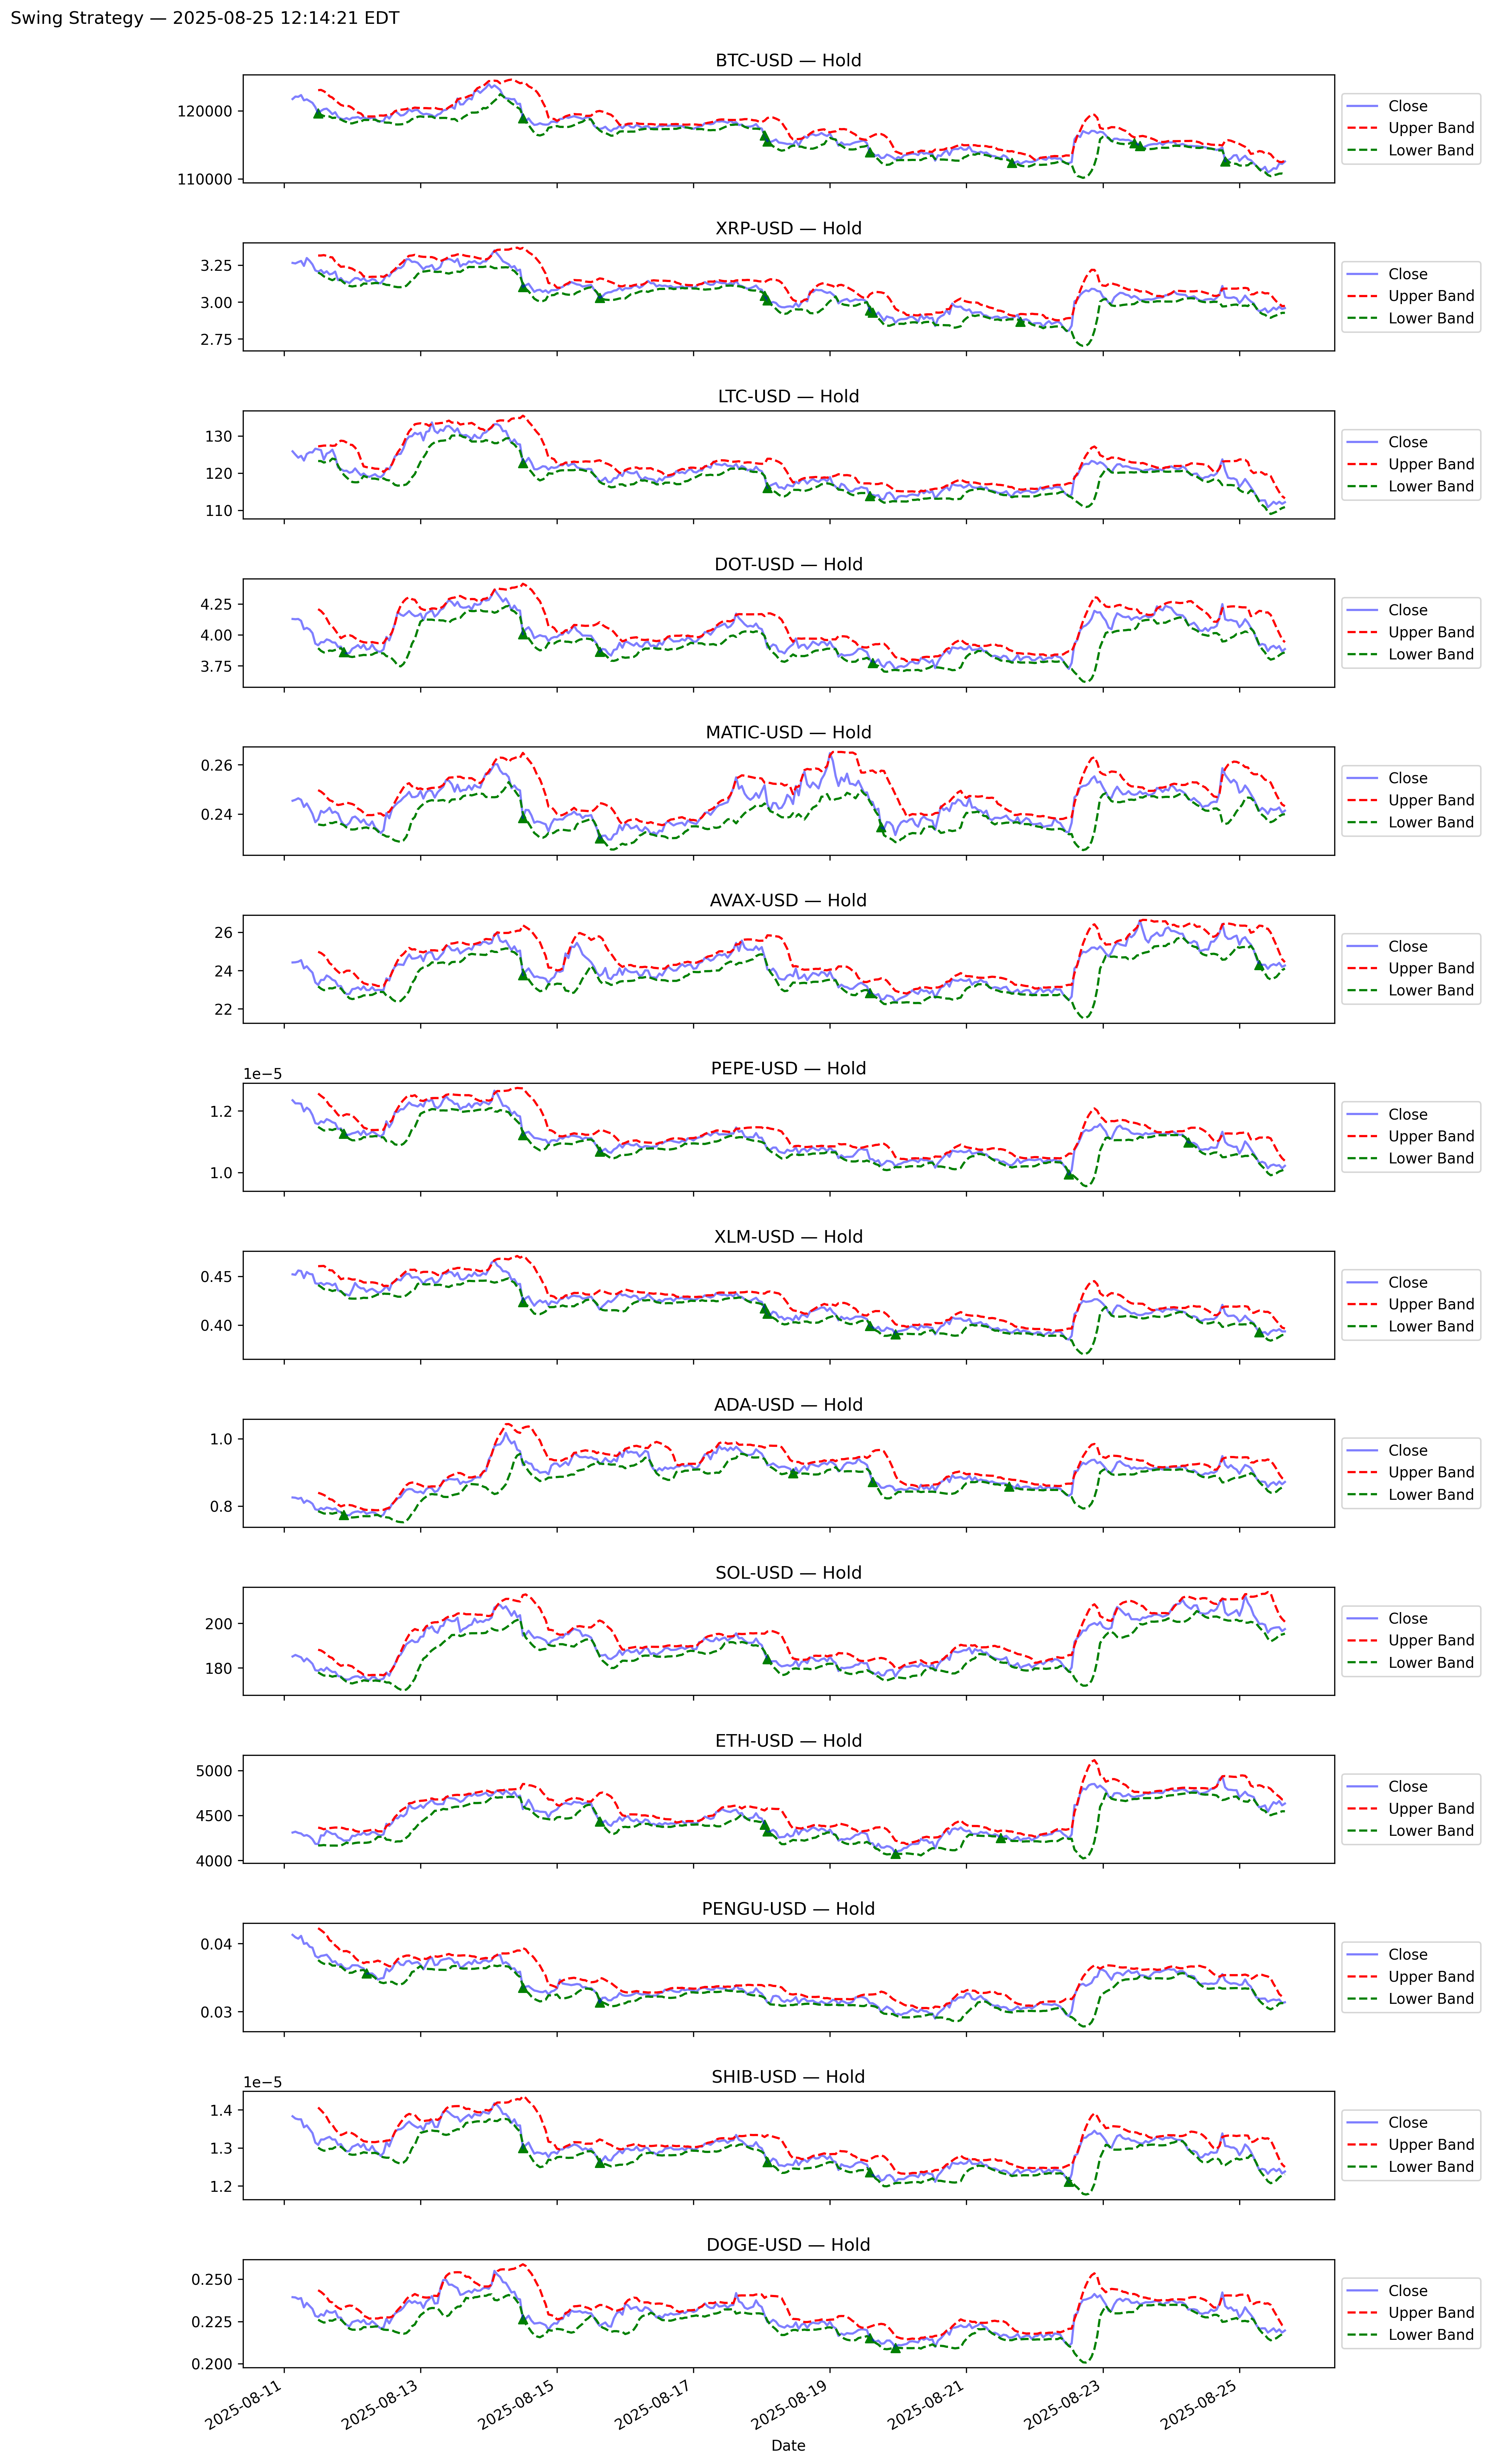 Swing Strategy — 2025-08-25 12:14:21 EDT
BTC-USD — Hold
120000
110000
Close
Upper Band
Lower Band
XRP-USD — Hold
3.25
3.00
2.75
Close
Upper Band
Lower Band
LTC-USD — Hold
130
120
110
Close
Upper Band
Lower Band
DOT-USD — Hold
4.25
4.00
3.75
Close
Upper Band
Lower Band
MATIC-USD — Hold
0.26
0.24
Close
Upper Band
Lower Band
AVAX-USD — Hold
26
24
22
Close
Upper Band
Lower Band
PEPE-USD — Hold
1e−5
1.2
1.0
Close
Upper Band
Lower Band
XLM-USD — Hold
0.45
0.40
Close
Upper Band
Lower Band
ADA-USD — Hold
1.0
0.8
Close
Upper Band
Lower Band
SOL-USD — Hold
200
180
Close
Upper Band
Lower Band
ETH-USD — Hold
5000
4500
4000
Close
Upper Band
Lower Band
PENGU-USD — Hold
0.04
0.03
Close
Upper Band
Lower Band
SHIB-USD — Hold
1e−5
1.4
1.3
1.2
Close
Upper Band
Lower Band
DOGE-USD — Hold
0.250
0.225
0.200
Close
Upper Band
Lower Band
2025-08-11
2025-08-13
2025-08-15
2025-08-17
2025-08-19
2025-08-21
2025-08-23
2025-08-25
Date